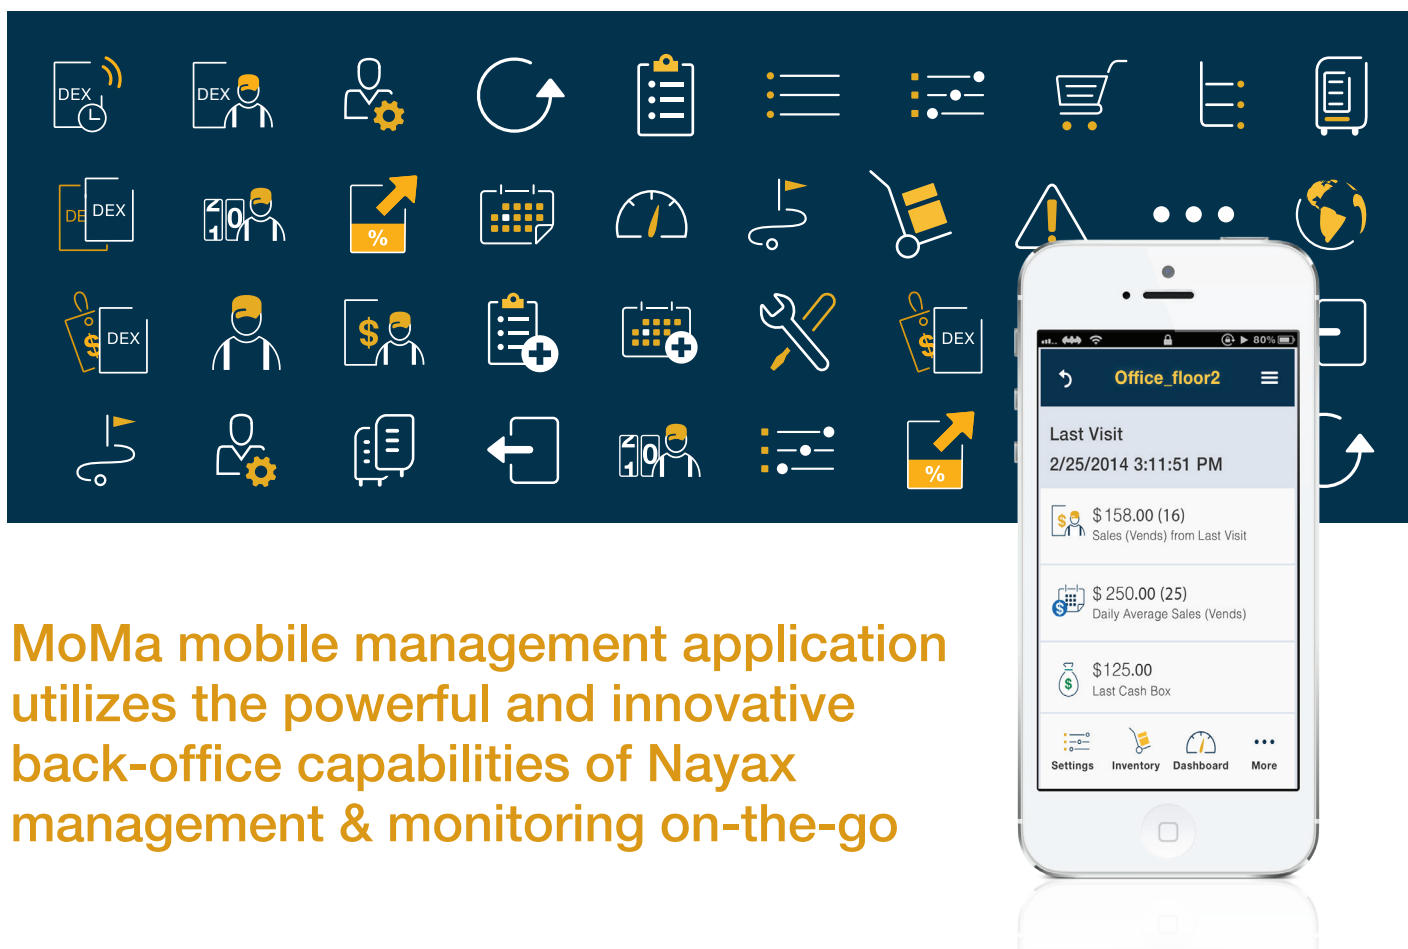 DEX
DEX
DE
DEX
%
$
DEX
$
$
DEX
%
80%
Office_floor2
Last Visit
2/25/2014 3:11:51 PM
$
$ 158.00 (16)
Sales (Vends) from Last Visit
$
$ 250.00 (25)
Daily Average Sales (Vends)
$
$125.00
Last Cash Box
Settings Inventory Dashboard More
MoMa mobile management application
utilizes the powerful and innovative
back-office capabilities of Nayax
management & monitoring on-the-go